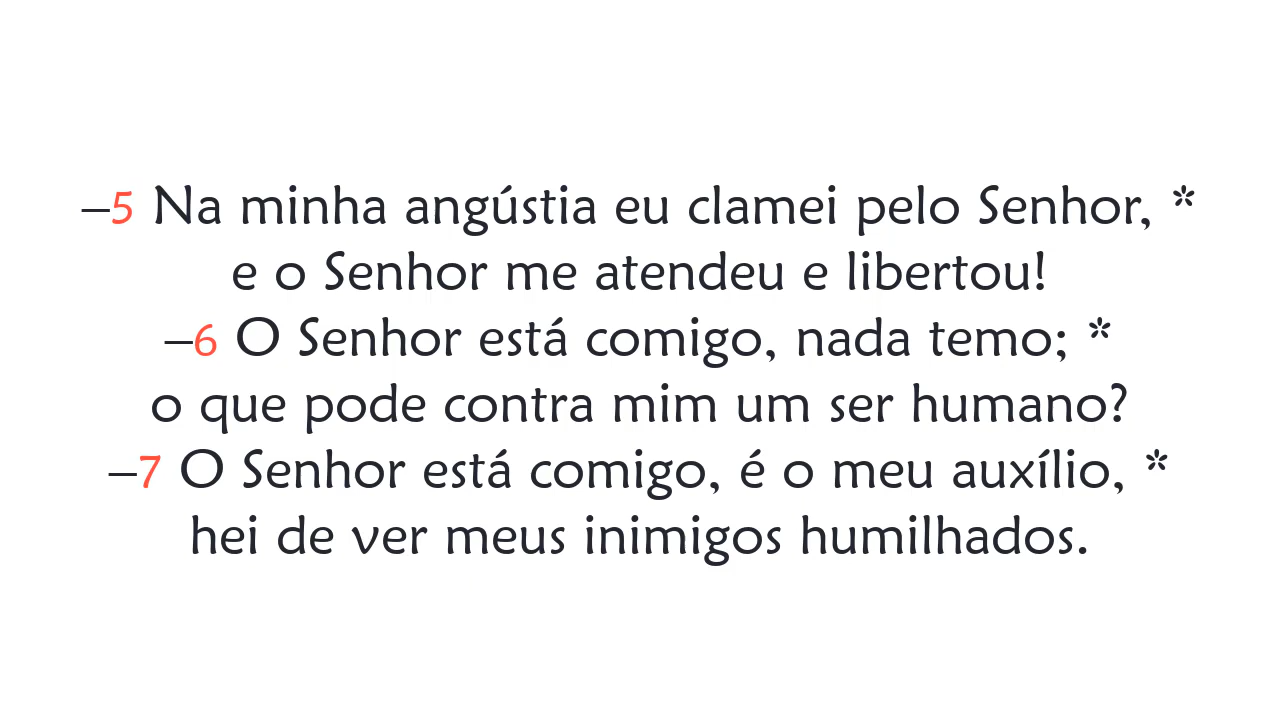 –5 Na minha angústia eu clamei pelo Senhor, *
e o Senhor me atendeu e libertou!
–6 O Senhor está comigo, nada temo; *
o que pode contra mim um ser humano?
–7 O Senhor está comigo, é o meu auxílio, *
hei de ver meus inimigos humilhados.